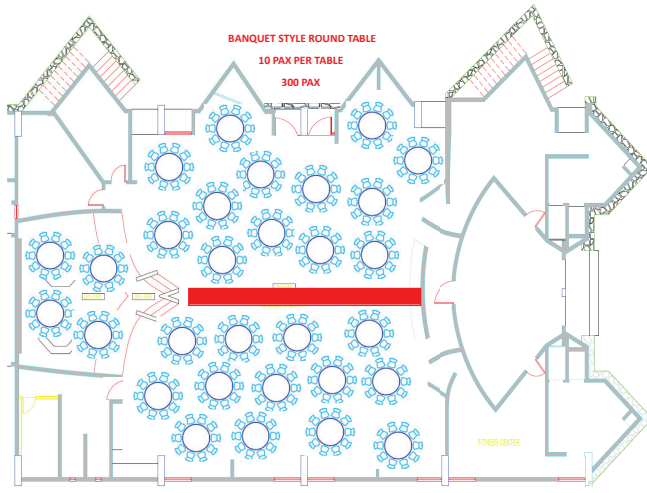 BANQUET STYLE ROUND TABLE
10 PAX PER TABLE
300 PAX
FITNESS CENTER